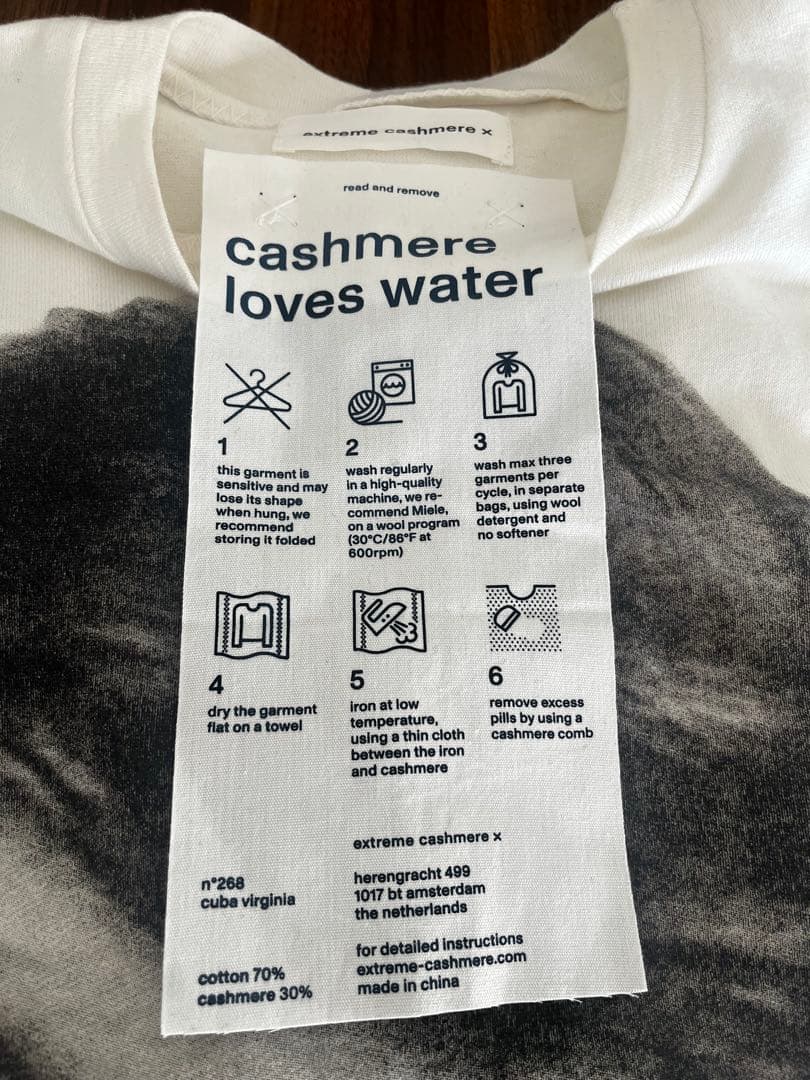 extreme cashmere x
read and remove
cashmere
loves water
1
this garment is
sensitive and may
lose its shape
when hung, we
recommend
storing it folded
2
wash regularly
in a high-quality
machine, we re-
commend Miele,
on a wool program
(30°C/86°F at
600rpm)
3
wash max three
garments per
cycle, in separate
bags, using wool
detergent and
no softener
4
dry the garment
flat on a towel
5
iron at low
temperature,
using a thin cloth
between the iron
and cashmere
6
remove excess
pills by using a
cashmere comb
n°268
cuba virginia
cotton 70%
cashmere 30%
extreme cashmere x
herengracht 499
1017 bt amsterdam
the netherlands
for detailed instructions
extreme-cashmere.com
made in china